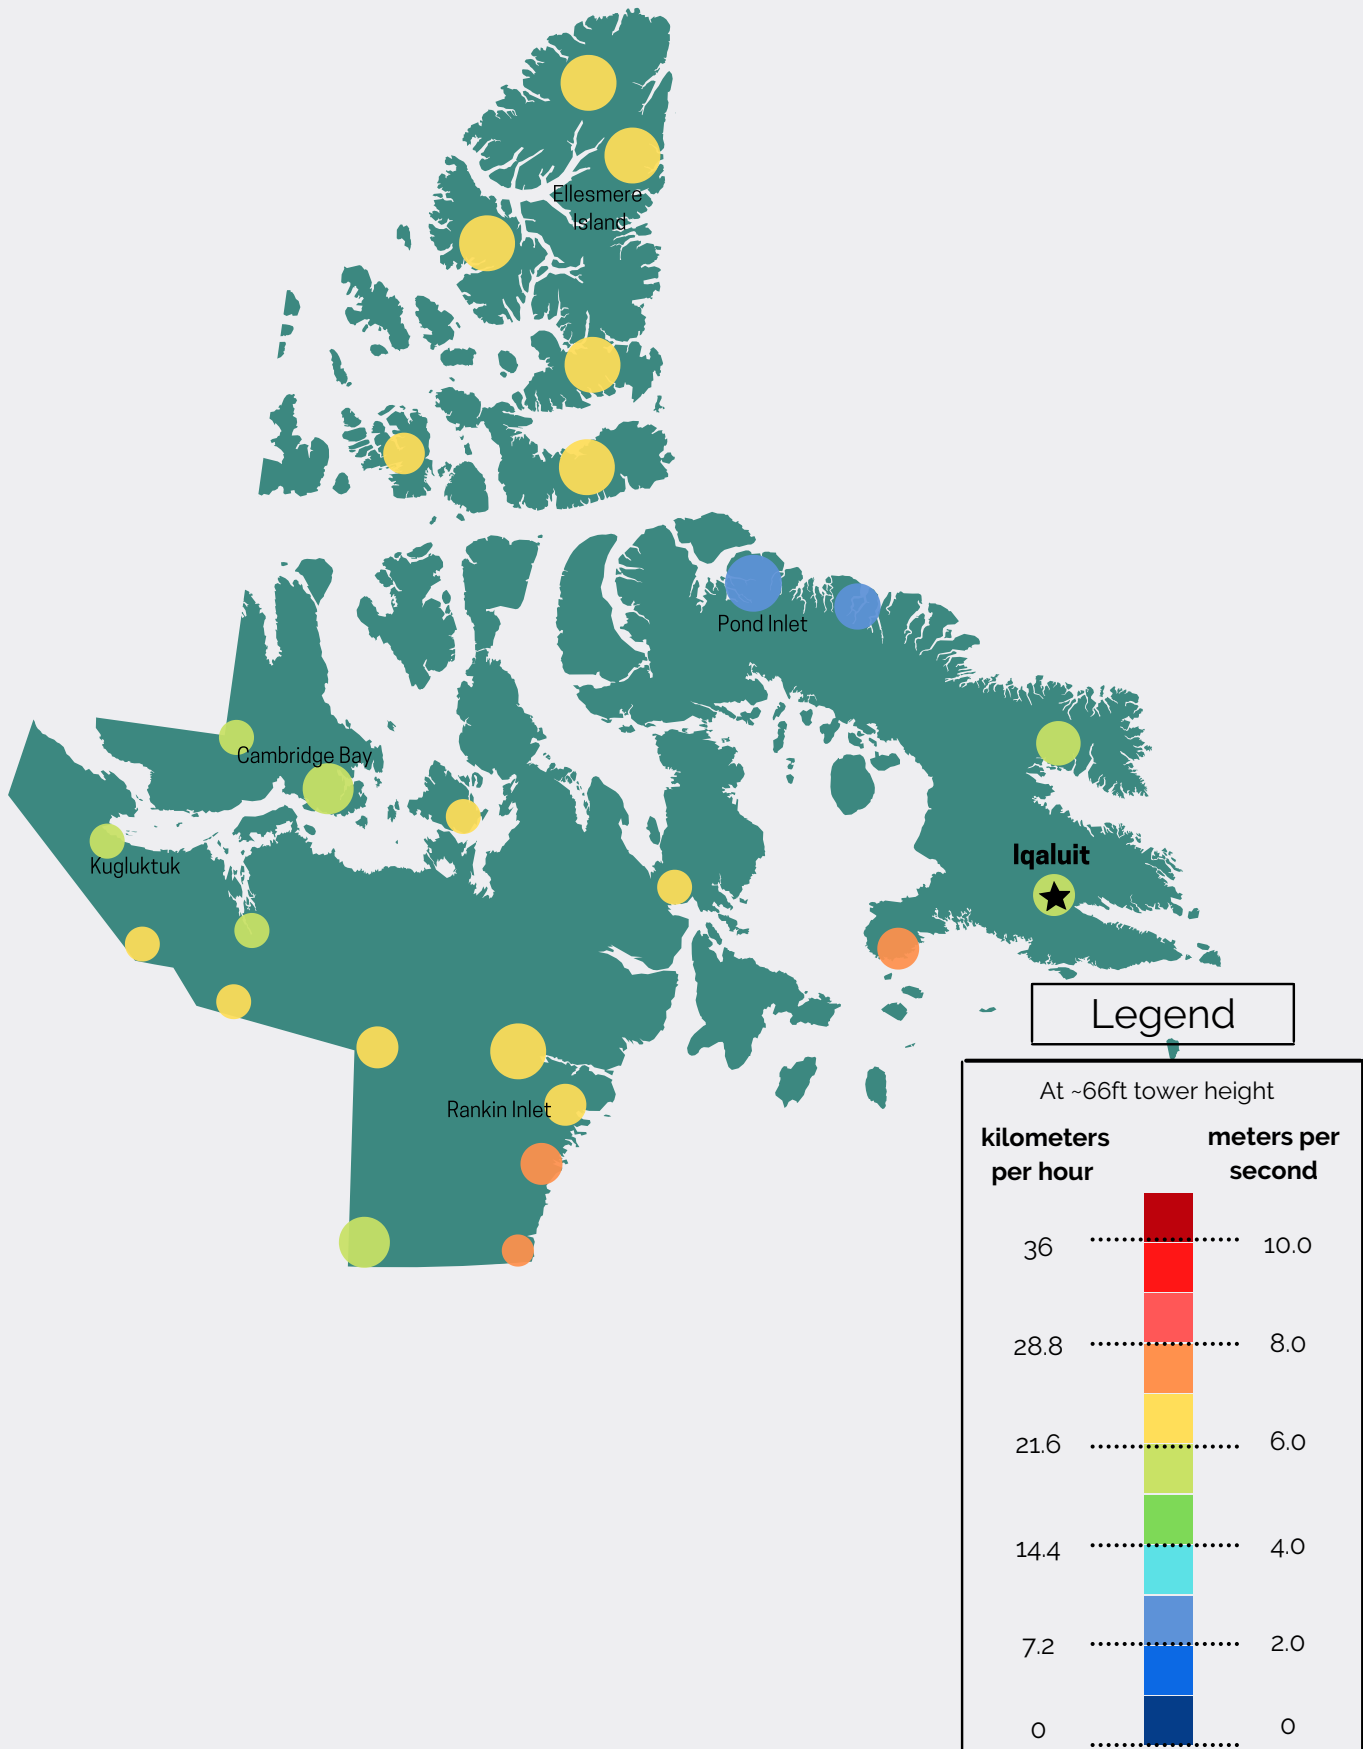 Ellesmere
Island
Pond Inlet
Cambridge Bay
Kugluktuk
Iqaluit
Rankin Inlet
Legend
At ~66ft tower height
kilometers
per hour
meters per
second
36
10.0
28.8
8.0
21.6
6.0
14.4
4.0
7.2
2.0
0
0